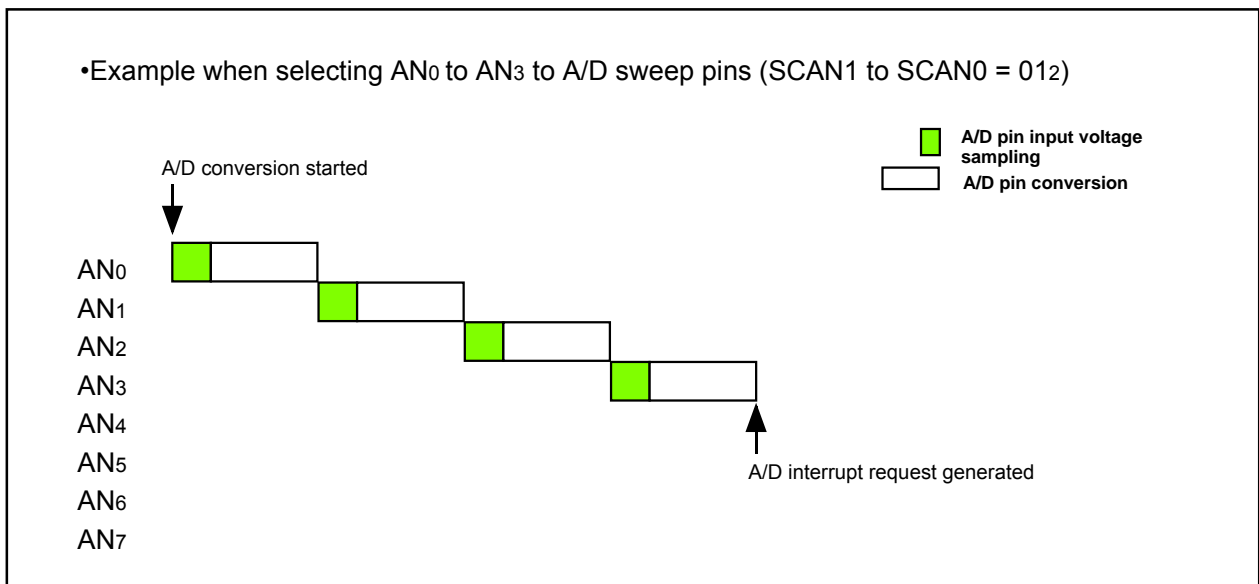 •Example when selecting AN0 to AN3 to A/D sweep pins (SCAN1 to SCAN0 = 012)
A/D pin input voltage
sampling
A/D pin conversion
A/D conversion started
AN0
AN1
AN2
AN3
AN4
AN5
AN6
AN7
A/D interrupt request generated